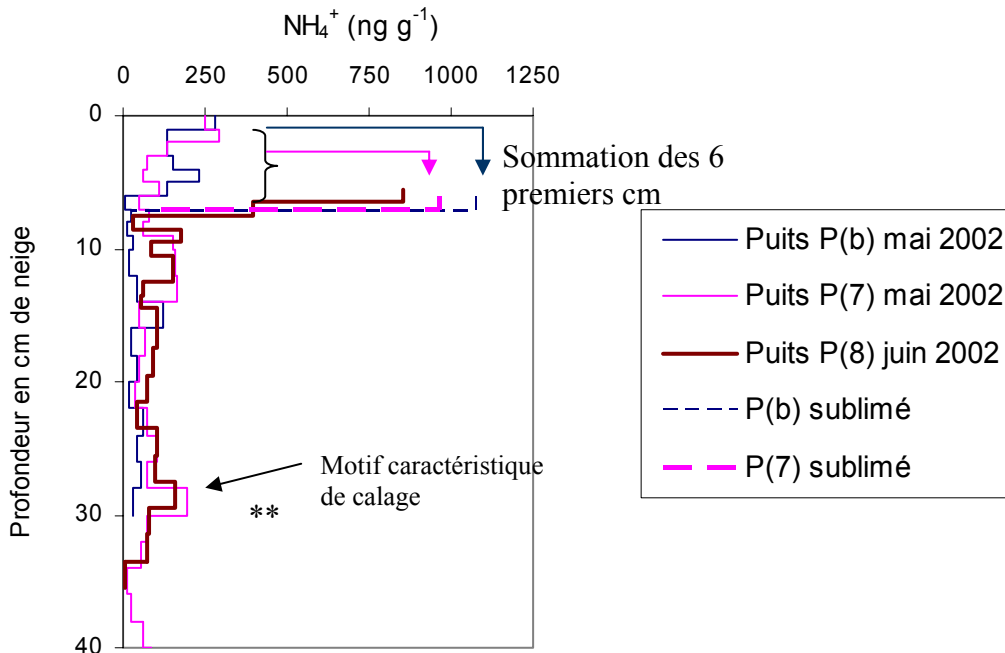 NH₄⁺ (ng g⁻¹)
0 250 500 750 1000 1250
0
10
20
30
40
Profondeur en cm de neige
Sommation des 6
premiers cm
Motif caractéristique
de calage
**
Puits P(b) mai 2002
Puits P(7) mai 2002
Puits P(8) juin 2002
P(b) sublimé
P(7) sublimé